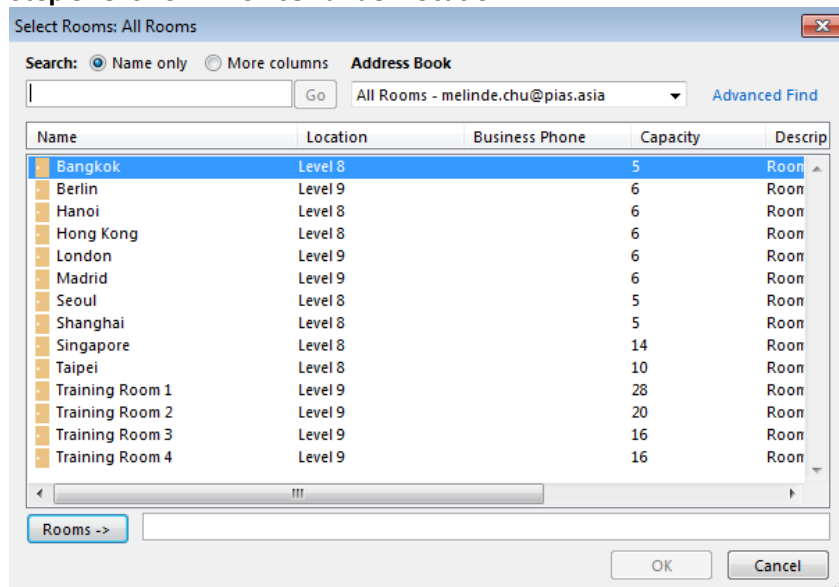 Select Rooms: All Rooms
Search: Name only More columns Address Book
Go All Rooms - melinde.chu@pias.asia Advanced Find
Name Location Business Phone Capacity Descrip
Bangkok Level 8 5 Room
Berlin Level 9 6 Room
Hanoi Level 8 6 Room
Hong Kong Level 8 6 Room
London Level 9 6 Room
Madrid Level 9 6 Room
Seoul Level 8 5 Room
Shanghai Level 8 5 Room
Singapore Level 8 14 Room
Taipei Level 8 10 Room
Training Room 1 Level 9 28 Room
Training Room 2 Level 9 20 Room
Training Room 3 Level 9 16 Room
Training Room 4 Level 9 16 Room
Rooms ->
OK Cancel